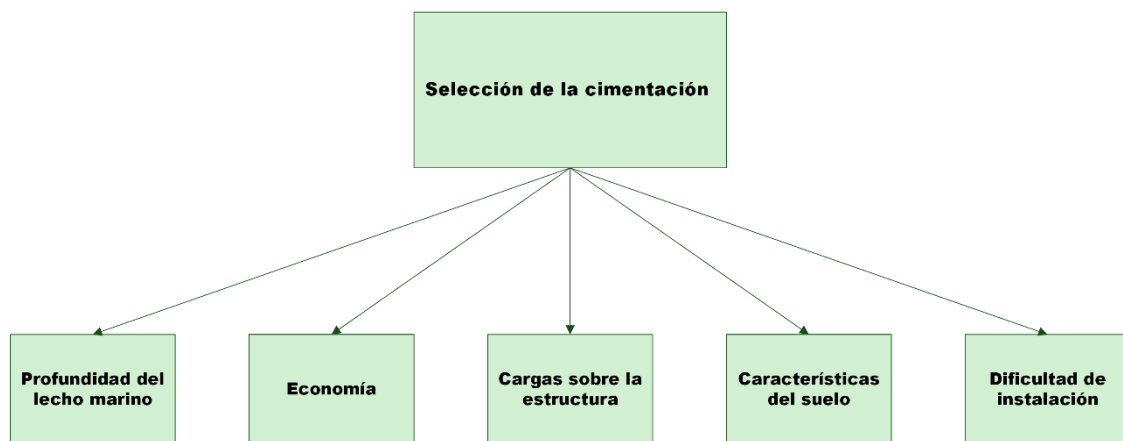 Selección de la cimentación
Profundidad del
lecho marino
Economía
Cargas sobre la
estructura
Características
del suelo
Dificultad de
instalación